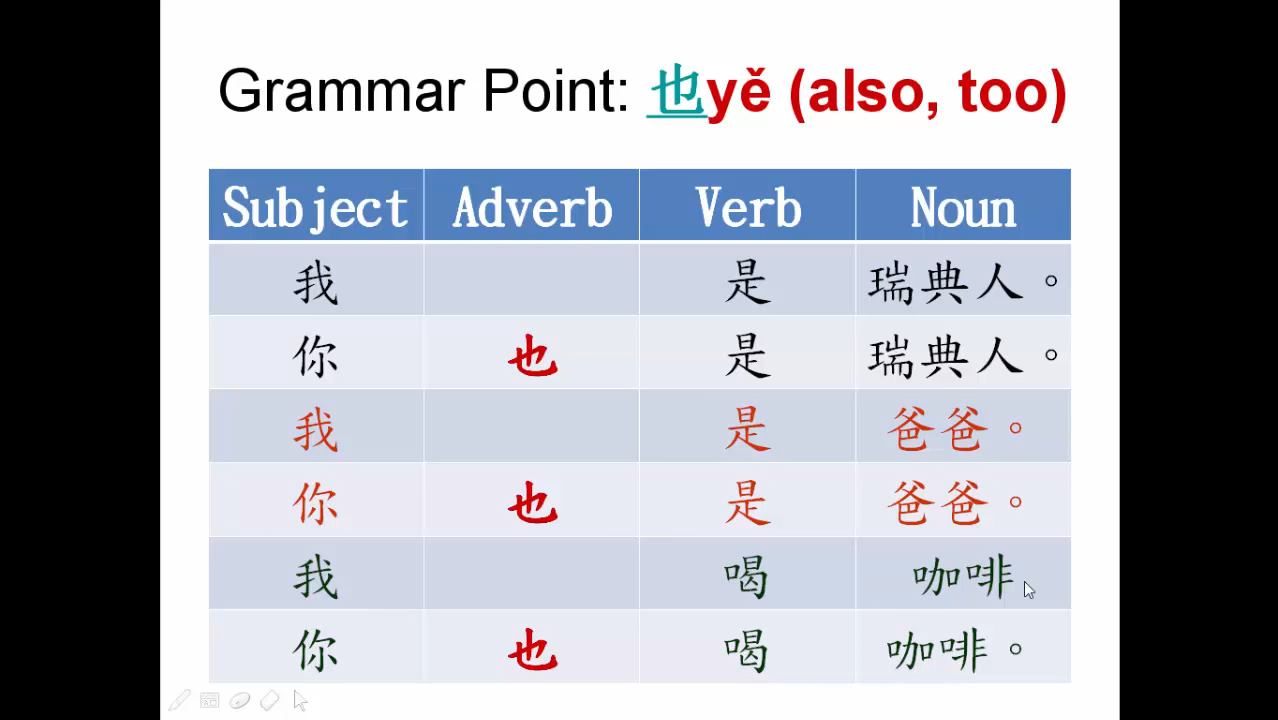 Grammar Point: 也yě (also, too)
Subject Adverb Verb Noun
我 是 瑞典人。
你 也 是 瑞典人。
我 是 爸爸。
你 也 是 爸爸。
我 喝 咖啡
你 也 喝 咖啡。